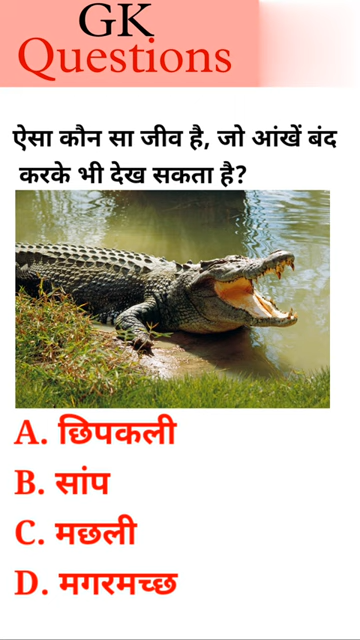 GK
Questions
ऐसा कौन सा जीव है, जो आंखें बंद
करके भी देख सकता है?
A. छिपकली
B. सांप
C. मछली
D. मगरमच्छ